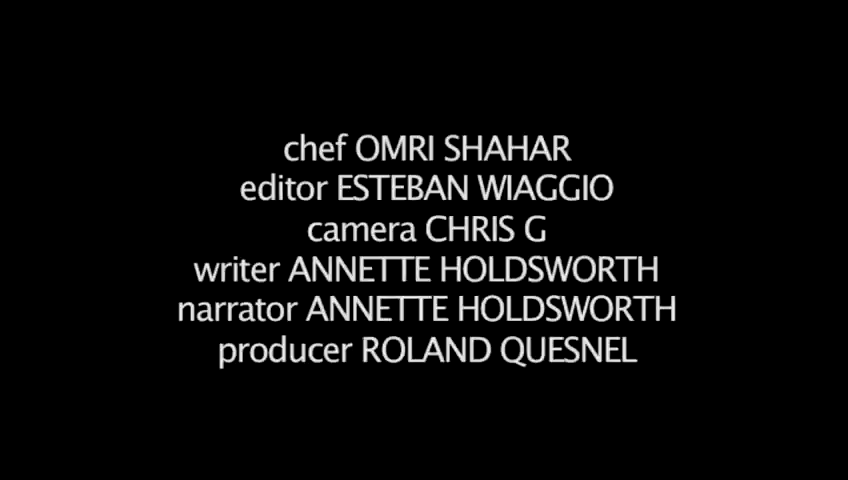 chef OMRI SHAHAR
editor ESTEBAN WIAGGIO
camera CHRIS G
writer ANNETTE HOLDSWORTH
narrator ANNETTE HOLDSWORTH
producer ROLAND QUESNEL